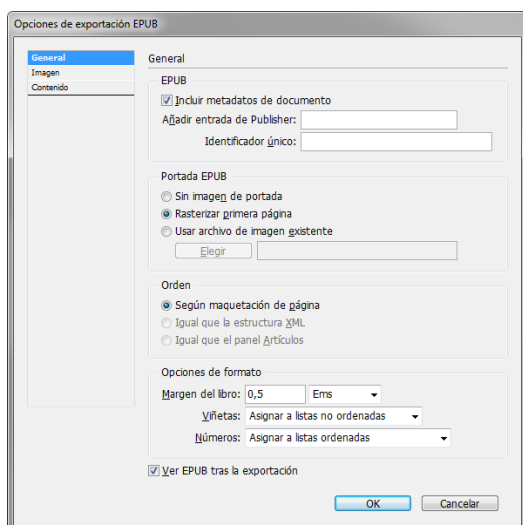 Opciones de exportación EPUB
General
Imagen
Contenido
General
EPUB
Incluir metadatos de documento
Añadir entrada de Publisher:
Identificador único:
Portada EPUB
Sin imagen de portada
Rasterizar primera página
Usar archivo de imagen existente
Elegir
Orden
Según maquetación de página
Igual que la estructura XML
Igual que el panel Artículos
Opciones de formato
Margen del libro: 0,5 Ems
Viñetas: Asignar a listas no ordenadas
Números: Asignar a listas ordenadas
Ver EPUB tras la exportación
OK Cancelar